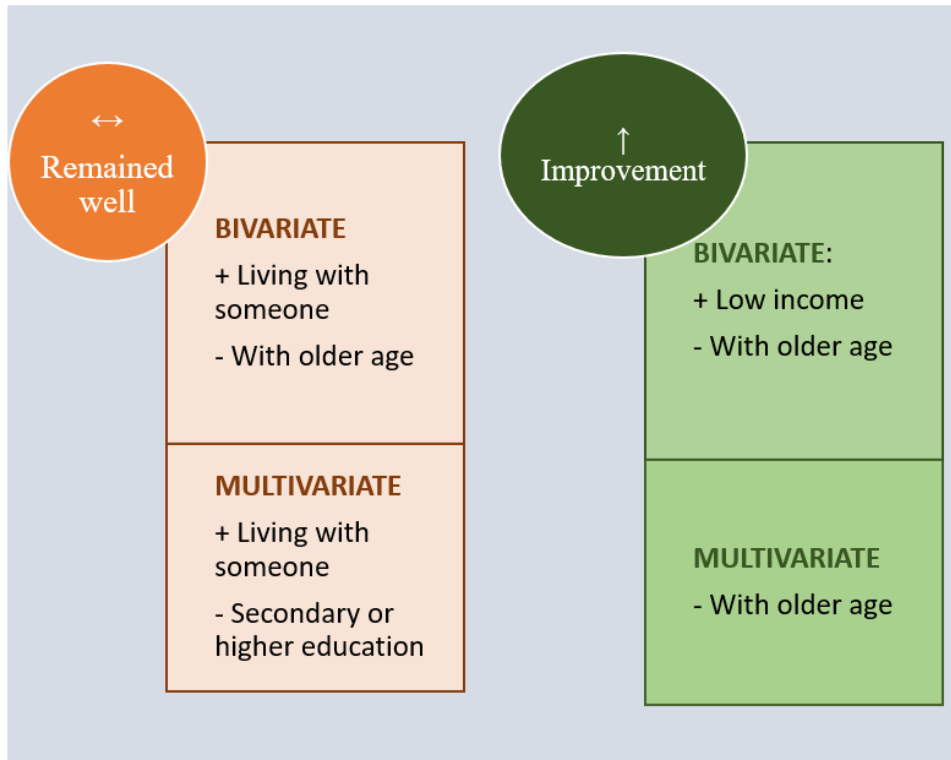 ↔
Remained
well
BIVARIATE
+ Living with
someone
- With older age
MULTIVARIATE
+ Living with
someone
- Secondary or
higher education
↑
Improvement
BIVARIATE:
+ Low income
- With older age
MULTIVARIATE
- With older age